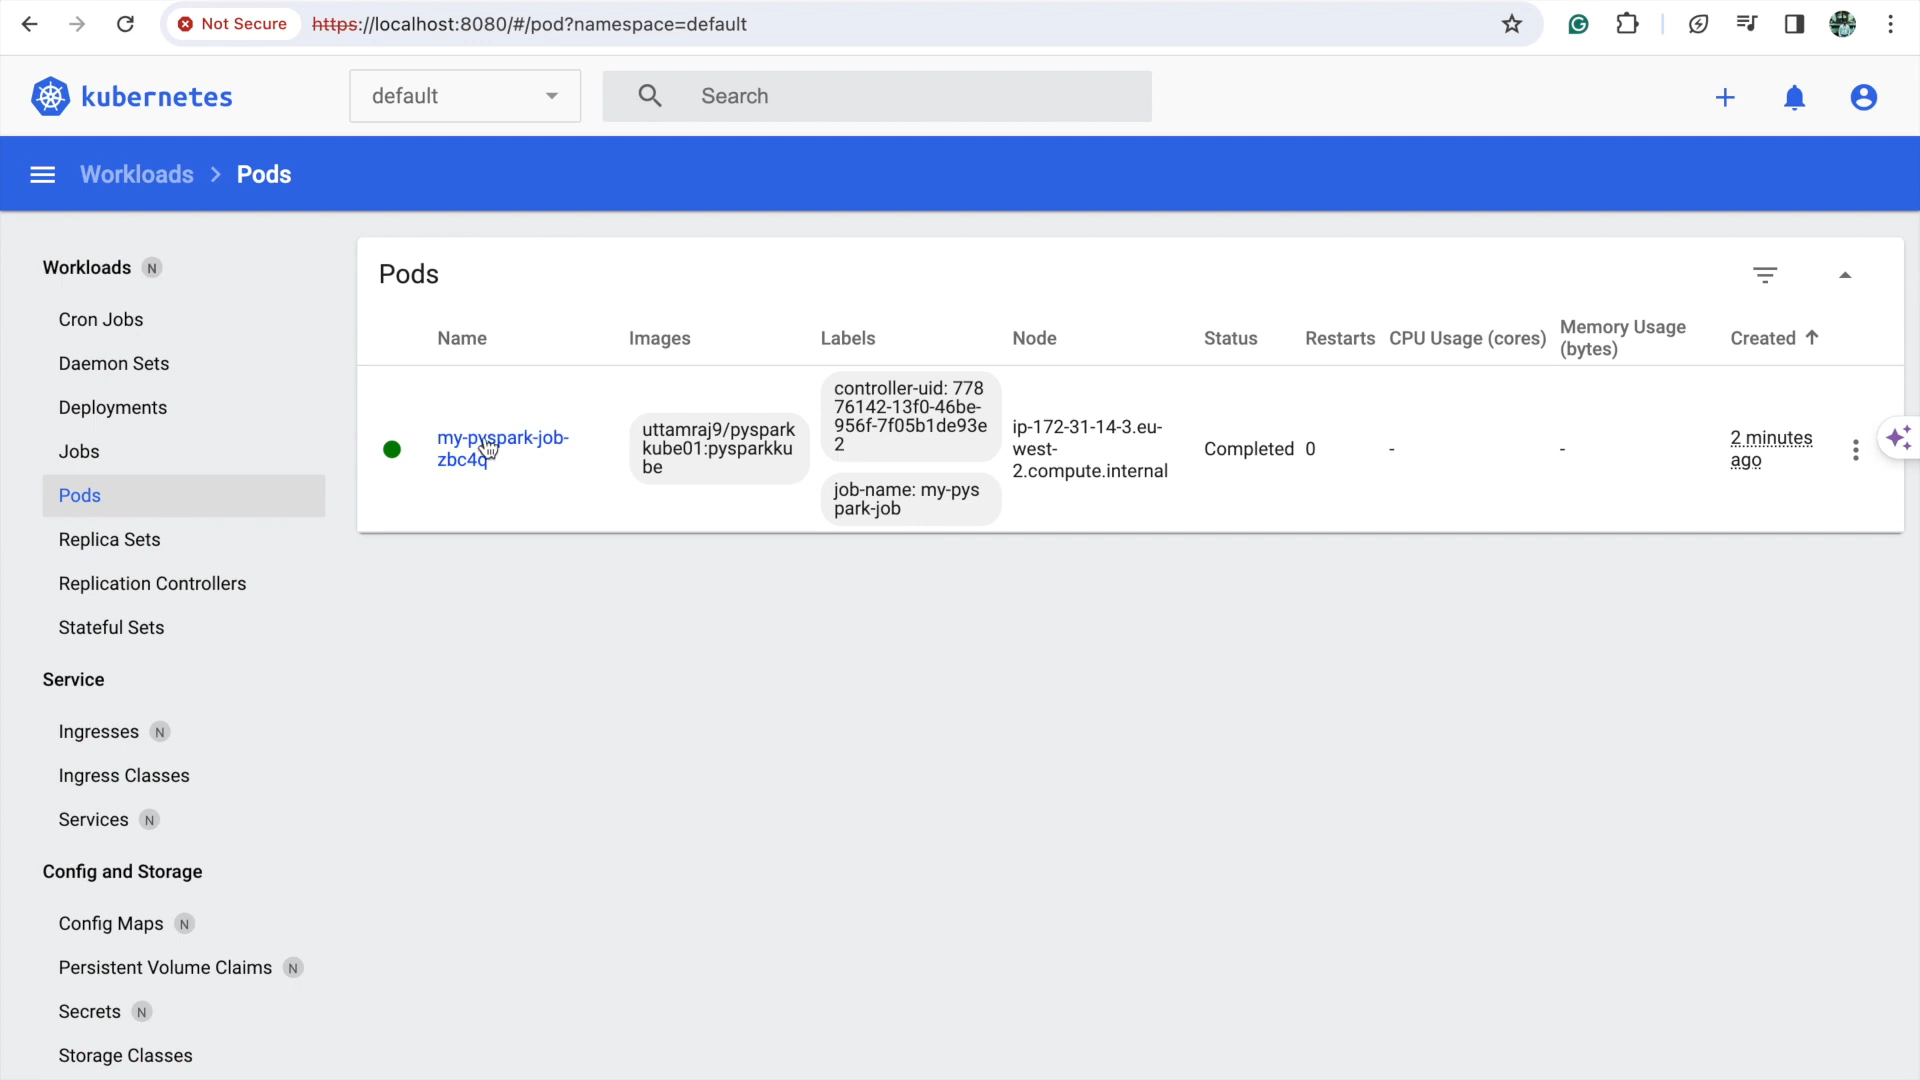 Not Secure
https://localhost:8080/#/pod?namespace=default
kubernetes
default
Search
Workloads > Pods
Workloads N
Cron Jobs
Daemon Sets
Deployments
Jobs
Pods
Replica Sets
Replication Controllers
Stateful Sets
Service
Ingresses N
Ingress Classes
Services N
Config and Storage
Config Maps N
Persistent Volume Claims N
Secrets N
Storage Classes
Pods
Name
Images
Labels
Node
Status
Restarts
CPU Usage (cores)
Memory Usage
(bytes)
Created
my-pyspark-job-
zbc4q
uttamraj9/pyspark
kube01:pysparkku
be
controller-uid: 778
76142-13f0-46be-
956f-7f05b1de93e
2
job-name: my-pys
park-job
ip-172-31-14-3.eu-
west-
2.compute.internal
Completed
0
-
-
2 minutes
ago